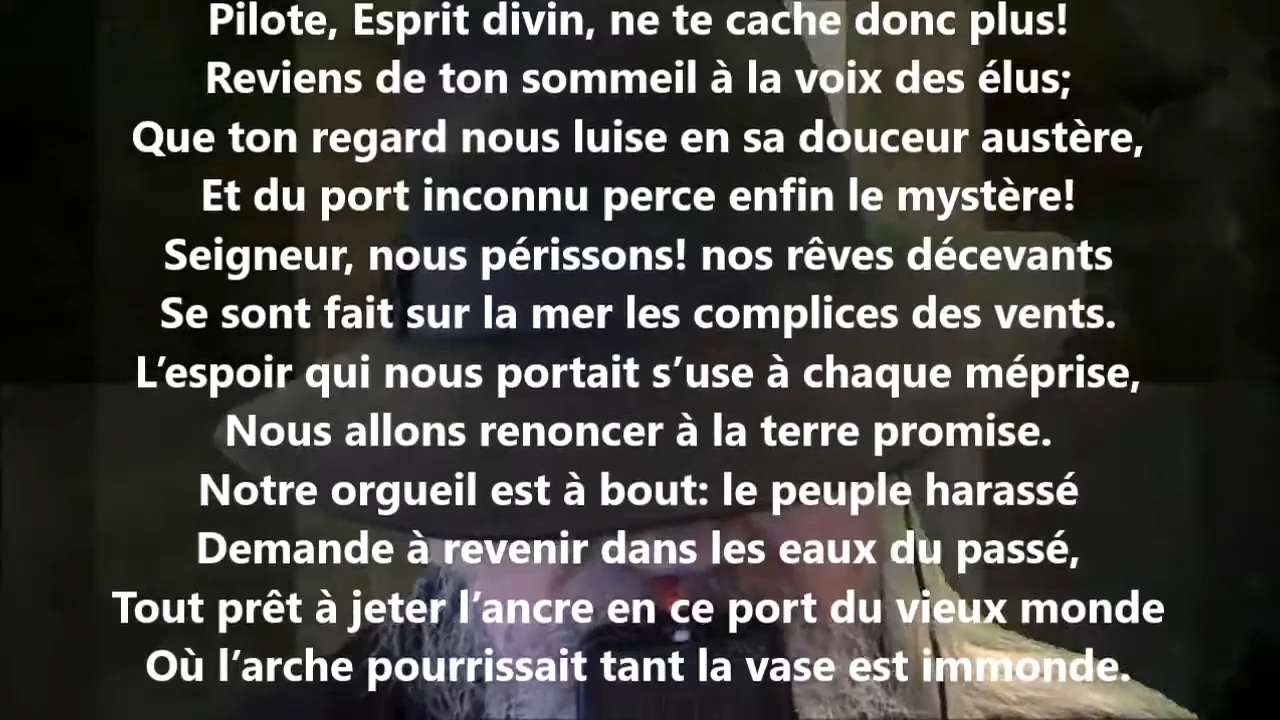 Pilote, Esprit divin, ne te cache donc plus!
Reviens de ton sommeil à la voix des élus;
Que ton regard nous luise en sa douceur austère,
Et du port inconnu perce enfin le mystère!
Seigneur, nous périssons! nos rêves décevants
Se sont fait sur la mer les complices des vents.
L’espoir qui nous portait s’use à chaque méprise,
Nous allons renoncer à la terre promise.
Notre orgueil est à bout: le peuple harassé
Demande à revenir dans les eaux du passé,
Tout prêt à jeter l’ancre en ce port du vieux monde
Où l’arche pourrissait tant la vase est immonde.